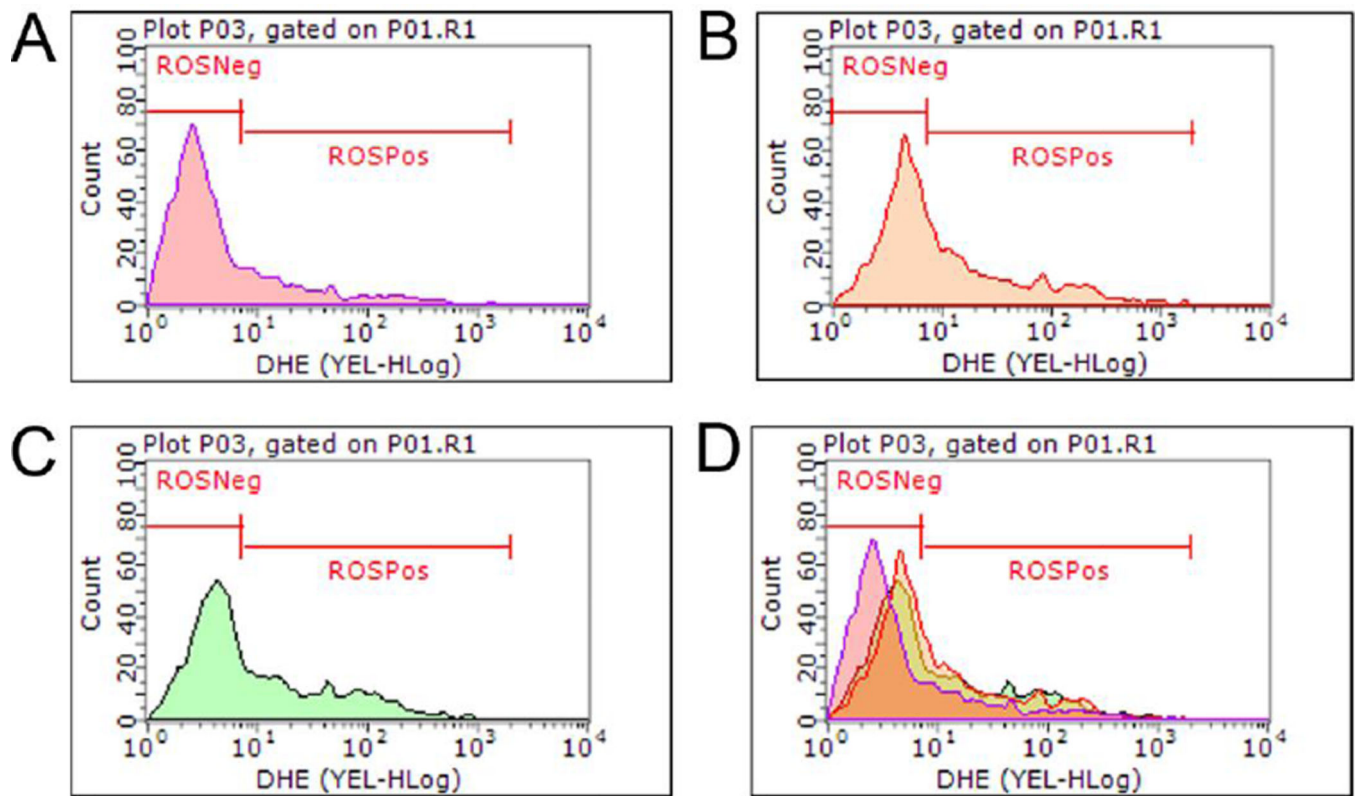 A
Plot P03, gated on P01.R1
ROSNeg
ROSPos
Count
0 20 40 60 80 100
10^0 10^1 10^2 10^3 10^4
DHE (YEL-HLog)
B
Plot P03, gated on P01.R1
ROSNeg
ROSPos
Count
0 20 40 60 80 100
10^0 10^1 10^2 10^3 10^4
DHE (YEL-HLog)
C
Plot P03, gated on P01.R1
ROSNeg
ROSPos
Count
0 20 40 60 80 100
10^0 10^1 10^2 10^3 10^4
DHE (YEL-HLog)
D
Plot P03, gated on P01.R1
ROSNeg
ROSPos
Count
0 20 40 60 80 100
10^0 10^1 10^2 10^3 10^4
DHE (YEL-HLog)